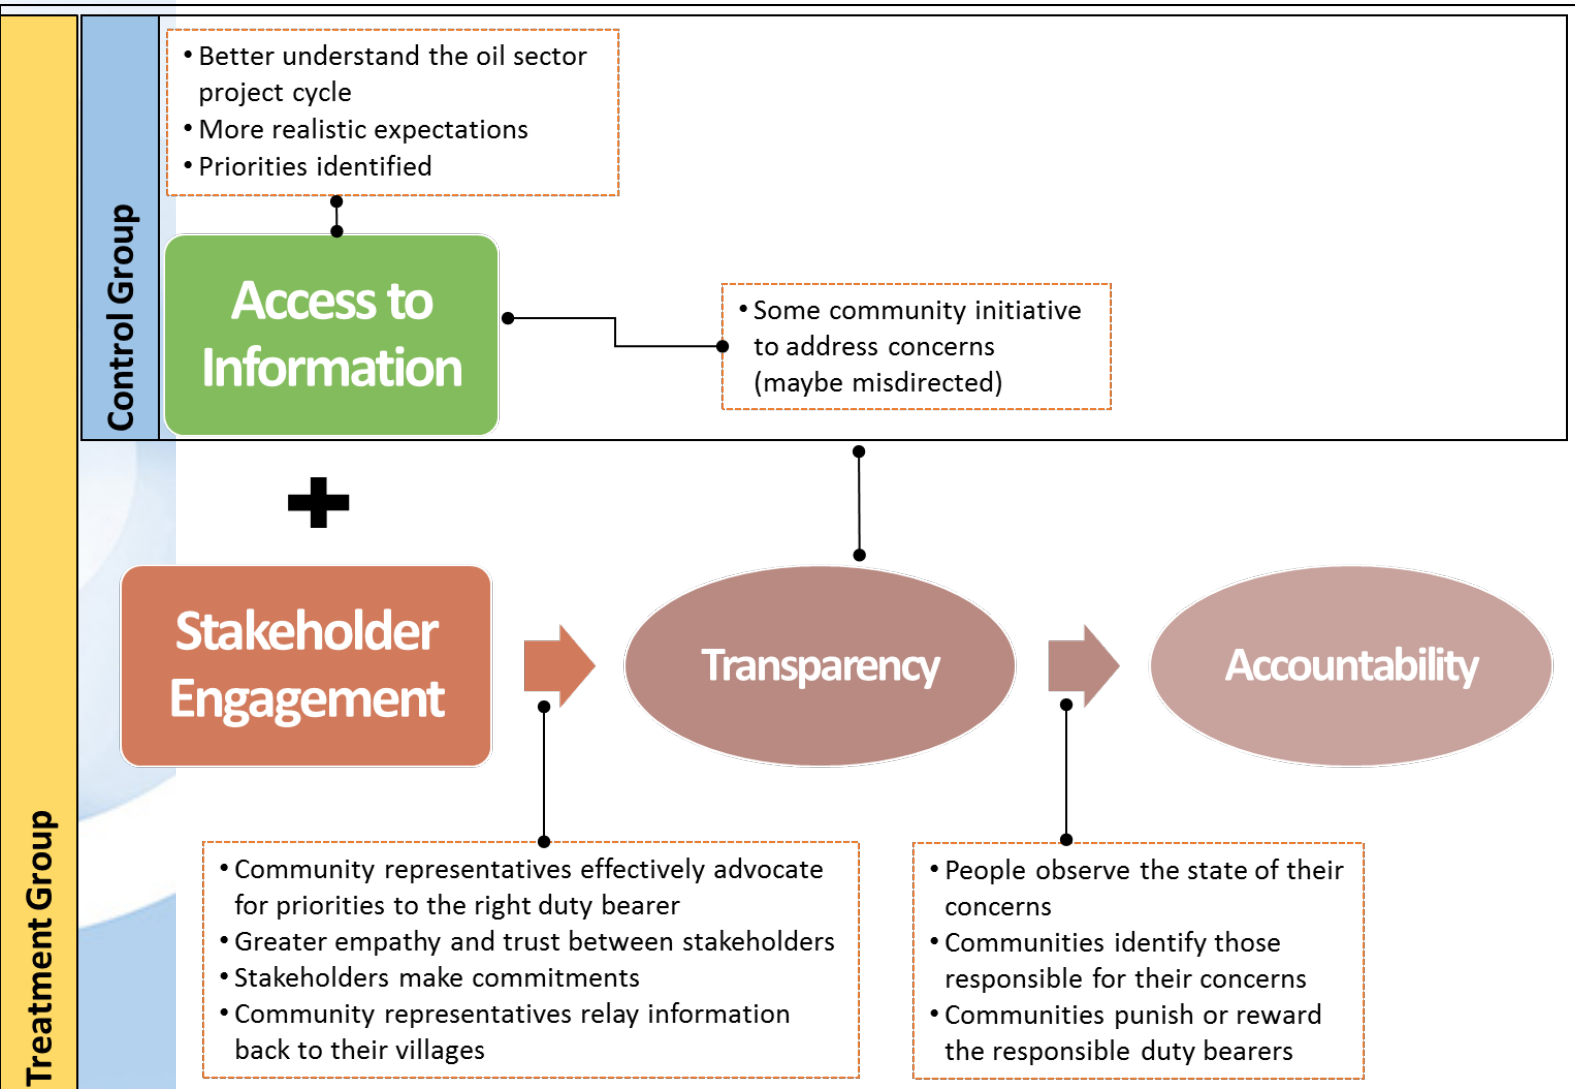 Treatment Group
Control Group
• Better understand the oil sector
project cycle
• More realistic expectations
• Priorities identified
Access to
Information
• Some community initiative
to address concerns
(maybe misdirected)
Stakeholder
Engagement
Transparency
Accountability
• Community representatives effectively advocate
for priorities to the right duty bearer
• Greater empathy and trust between stakeholders
• Stakeholders make commitments
• Community representatives relay information
back to their villages
• People observe the state of their
concerns
• Communities identify those
responsible for their concerns
• Communities punish or reward
the responsible duty bearers